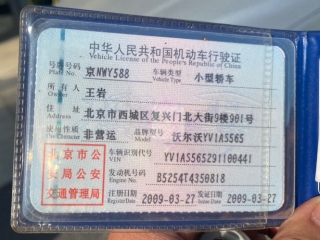 中华人民共和国机动车行驶证
Vehicle License of the People's Republic of China
号牌号码 京NWY588 车辆类型 小型轿车
Plate No. Vehicle Type
所有人 王岩
Owner
住址 北京市西城区复兴门北大街9楼901号
Address
使用性质 非营运 品牌型号 沃尔沃YV1AS565
Model
北京市公安局公安交通管理局
车辆识别代号 YV1AS565291100441
VIN
发动机号码 B5254T4350818
Engine No.
注册日期 2009-03-27 发证日期 2009-03-27
Register Date Issue Date